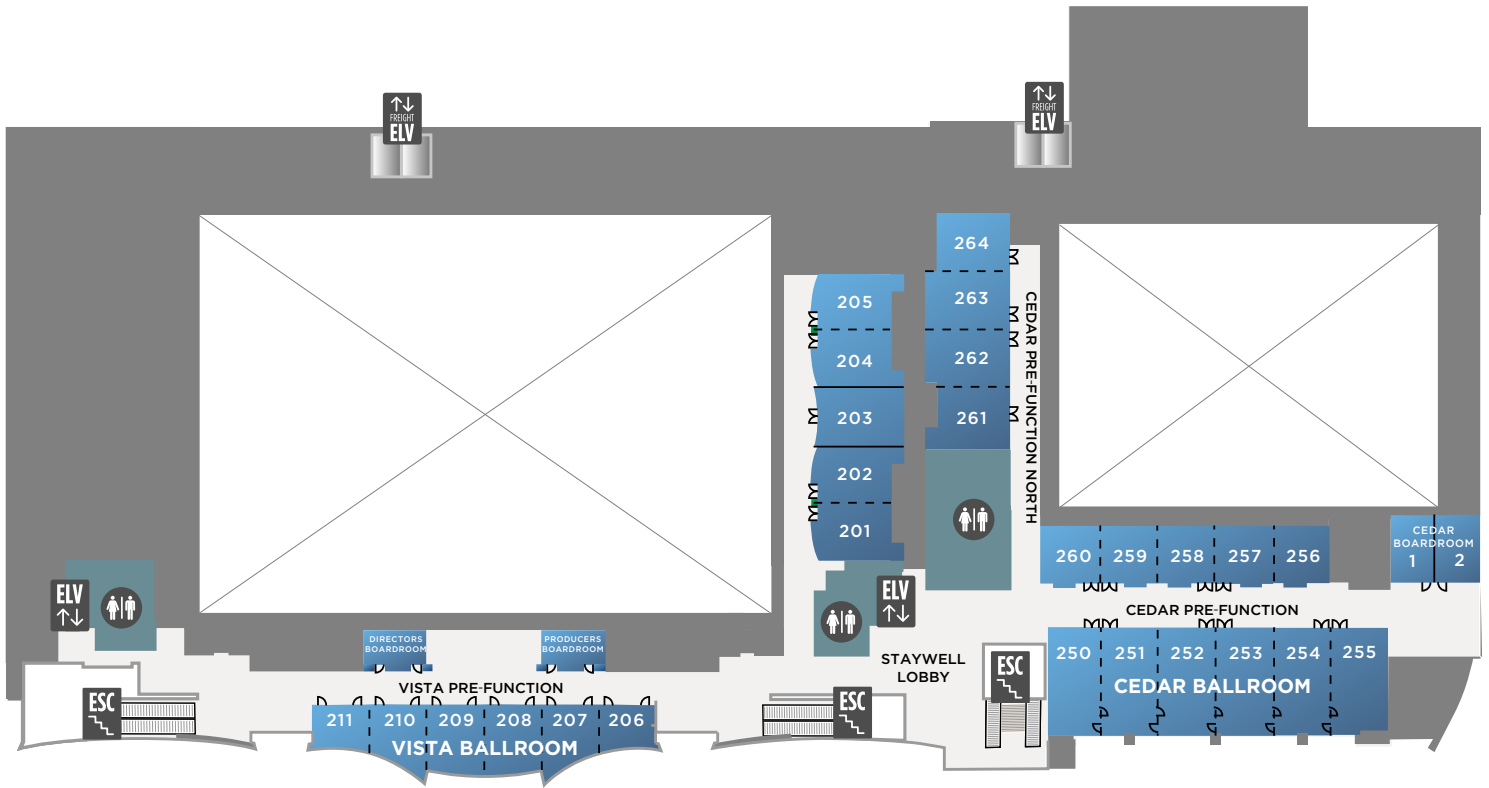 FREIGHT
ELV
FREIGHT
ELV
264
263
262
261
205
204
203
202
201
CEDAR PRE-FUNCTION NORTH
260
259
258
257
256
CEDAR
BOARDROOM
1 2
CEDAR PRE-FUNCTION
250
251
252
253
254
255
CEDAR BALLROOM
ELV
ELV
STAYWELL
LOBBY
ESC
ESC
ESC
DIRECTORS
BOARDROOM
PRODUCERS
BOARDROOM
VISTA PRE-FUNCTION
211
210
209
208
207
206
VISTA BALLROOM